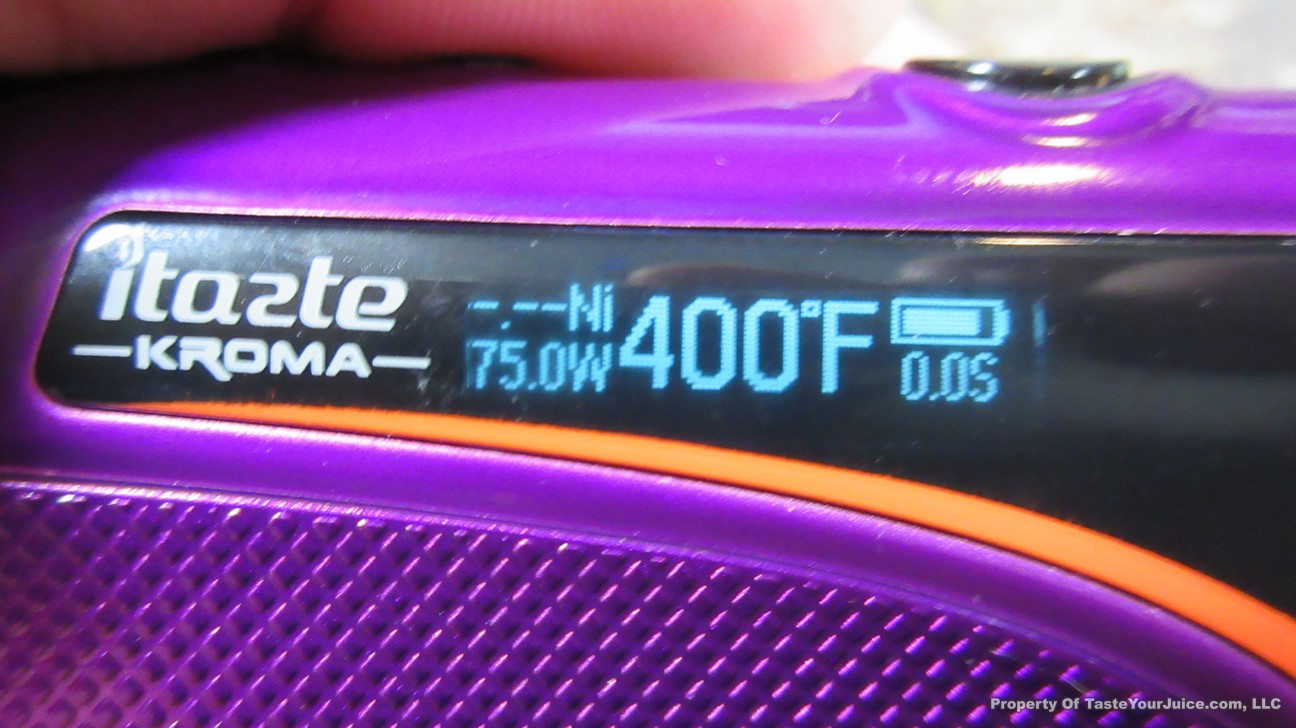 itaste
—KROMA—
-.--Ni
75.0W
400°F
0.0S
Property Of TasteYourJuice.com, LLC